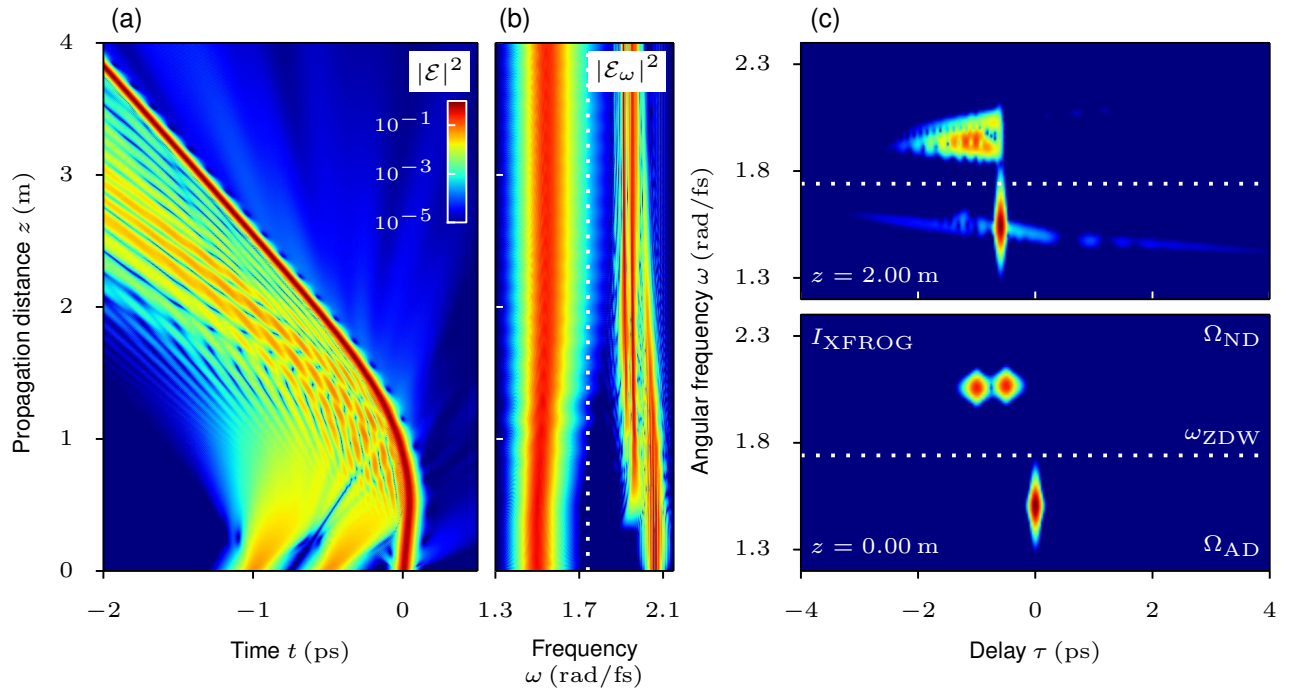 (a)
(b)
(c)
Propagation distance z (m)
4
3
2
1
0
|ℰ|²
10⁻¹
10⁻³
10⁻⁵
−2
−1
0
Time t (ps)
|ℰ_ω|²
1.3
1.7
2.1
Frequency
ω (rad/fs)
Angular frequency ω (rad/fs)
2.3
1.8
1.3
z = 2.00 m
2.3
1.8
1.3
I_XFROG
Ω_ND
ω_ZDW
z = 0.00 m
Ω_AD
−4
−2
0
2
4
Delay τ (ps)